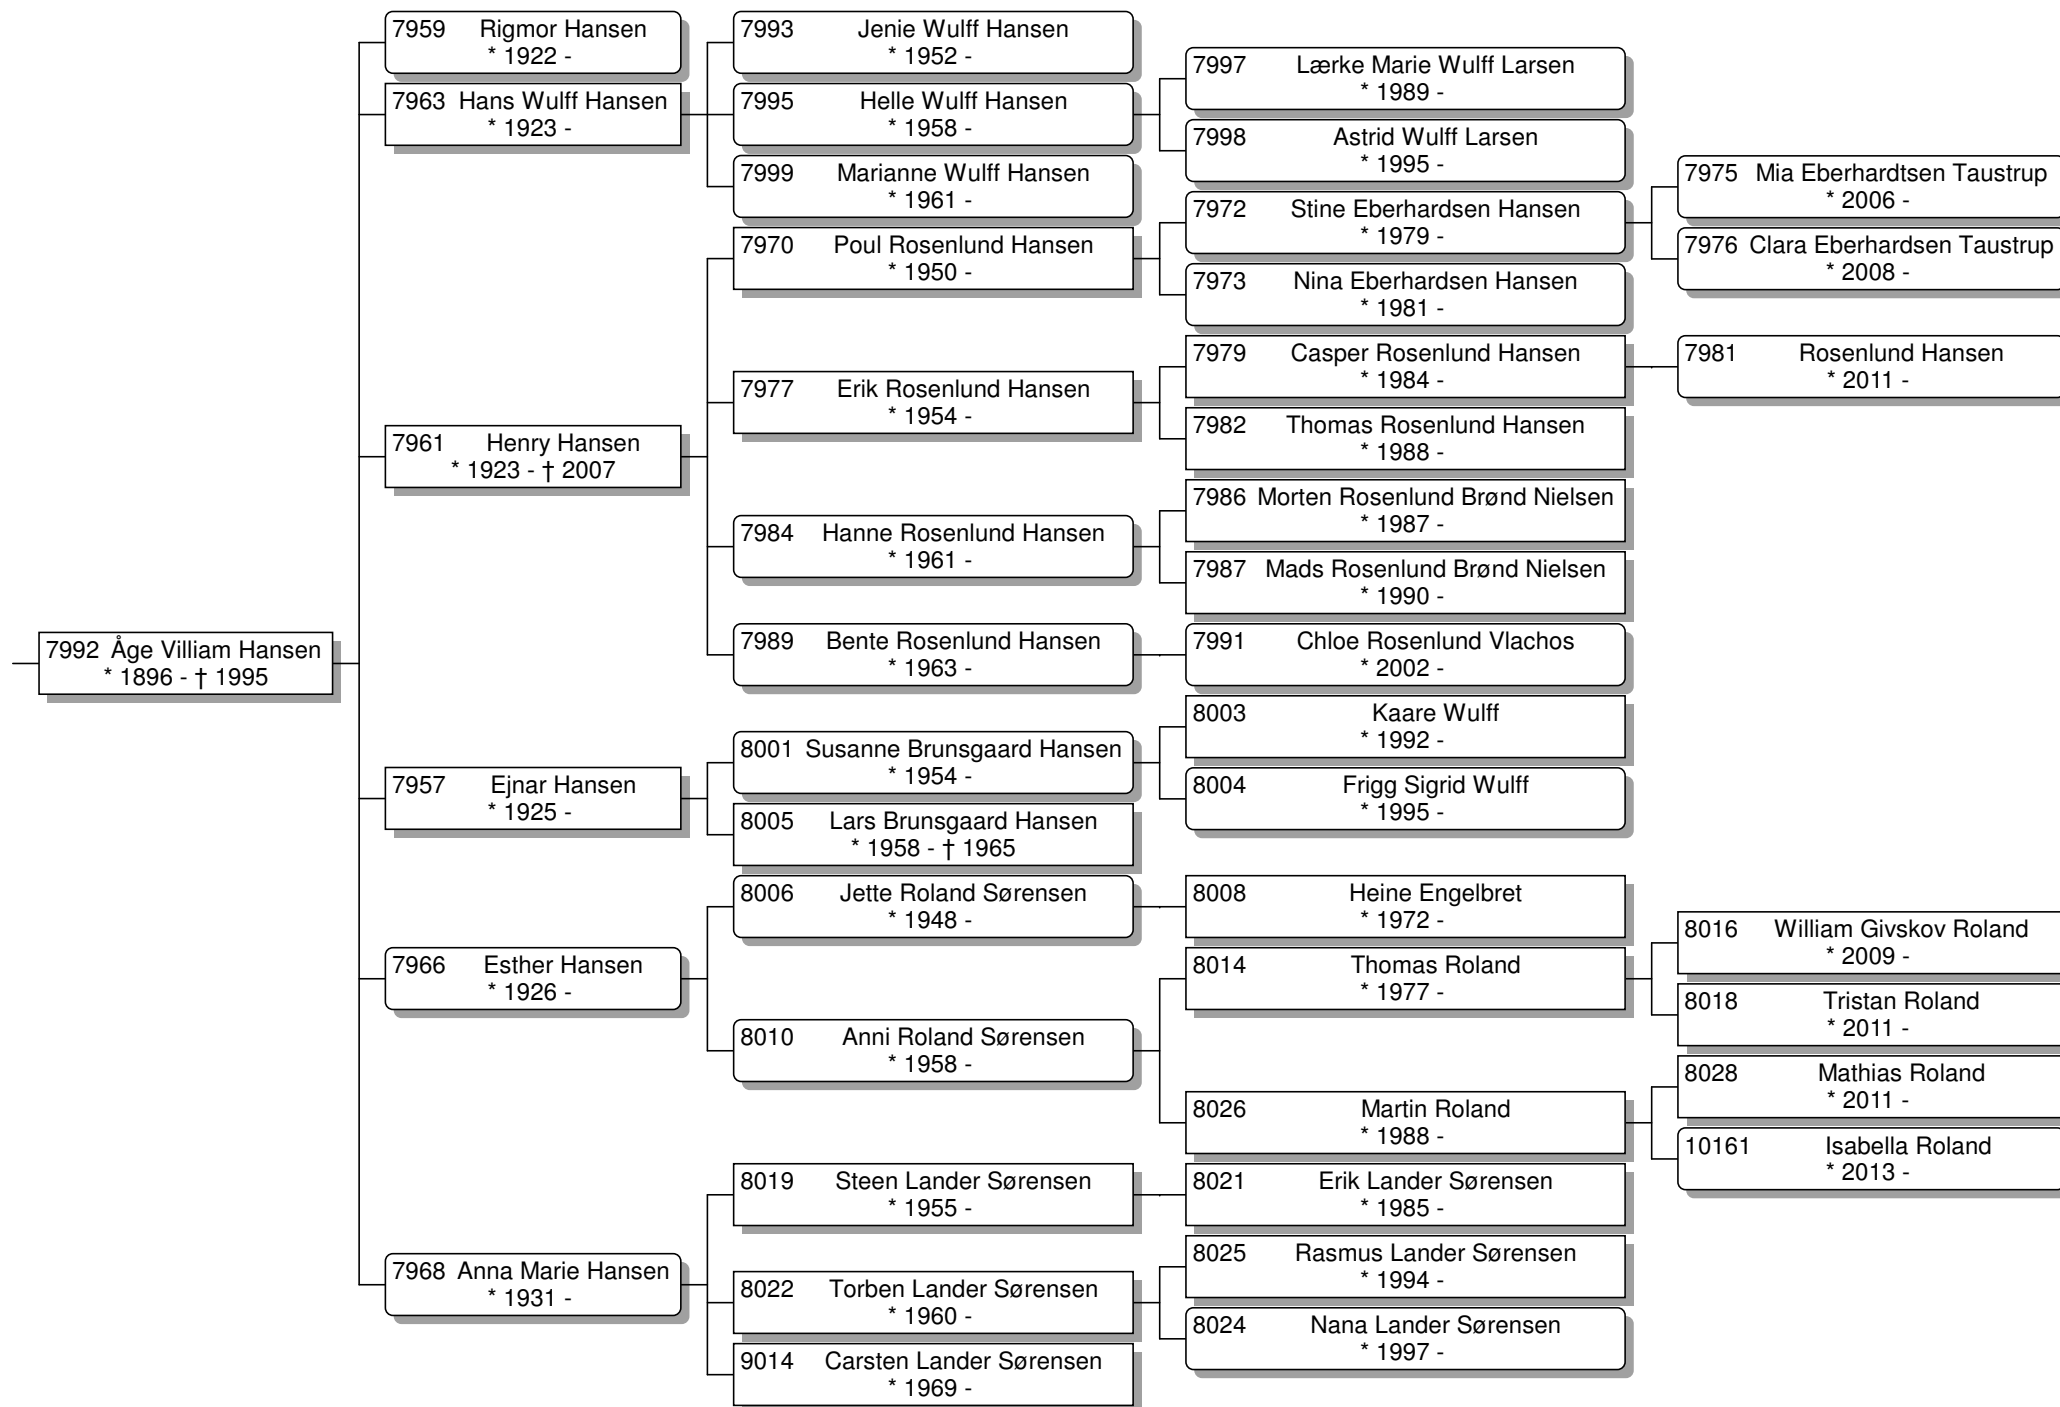 7959 Rigmor Hansen
* 1922 -
7963 Hans Wulff Hansen
* 1923 -
7961 Henry Hansen
* 1923 - † 2007
7992 Åge Villiam Hansen
* 1896 - † 1995
7957 Ejnar Hansen
* 1925 -
7966 Esther Hansen
* 1926 -
7968 Anna Marie Hansen
* 1931 -
7993 Jenie Wulff Hansen
* 1952 -
7995 Helle Wulff Hansen
* 1958 -
7999 Marianne Wulff Hansen
* 1961 -
7970 Poul Rosenlund Hansen
* 1950 -
7977 Erik Rosenlund Hansen
* 1954 -
7984 Hanne Rosenlund Hansen
* 1961 -
7989 Bente Rosenlund Hansen
* 1963 -
8001 Susanne Brunsgaard Hansen
* 1954 -
8005 Lars Brunsgaard Hansen
* 1958 - † 1965
8006 Jette Roland Sørensen
* 1948 -
8010 Anni Roland Sørensen
* 1958 -
8019 Steen Lander Sørensen
* 1955 -
8022 Torben Lander Sørensen
* 1960 -
9014 Carsten Lander Sørensen
* 1969 -
7997 Lærke Marie Wulff Larsen
* 1989 -
7998 Astrid Wulff Larsen
* 1995 -
7972 Stine Eberhardsen Hansen
* 1979 -
7973 Nina Eberhardsen Hansen
* 1981 -
7979 Casper Rosenlund Hansen
* 1984 -
7982 Thomas Rosenlund Hansen
* 1988 -
7986 Morten Rosenlund Brønd Nielsen
* 1987 -
7987 Mads Rosenlund Brønd Nielsen
* 1990 -
7991 Chloe Rosenlund Vlachos
* 2002 -
8003 Kaare Wulff
* 1992 -
8004 Frigg Sigrid Wulff
* 1995 -
8008 Heine Engelbret
* 1972 -
8014 Thomas Roland
* 1977 -
8026 Martin Roland
* 1988 -
8021 Erik Lander Sørensen
* 1985 -
8025 Rasmus Lander Sørensen
* 1994 -
8024 Nana Lander Sørensen
* 1997 -
7975 Mia Eberhardtsen Taustrup
* 2006 -
7976 Clara Eberhardsen Taustrup
* 2008 -
7981 Rosenlund Hansen
* 2011 -
8016 William Givskov Roland
* 2009 -
8018 Tristan Roland
* 2011 -
8028 Mathias Roland
* 2011 -
10161 Isabella Roland
* 2013 -